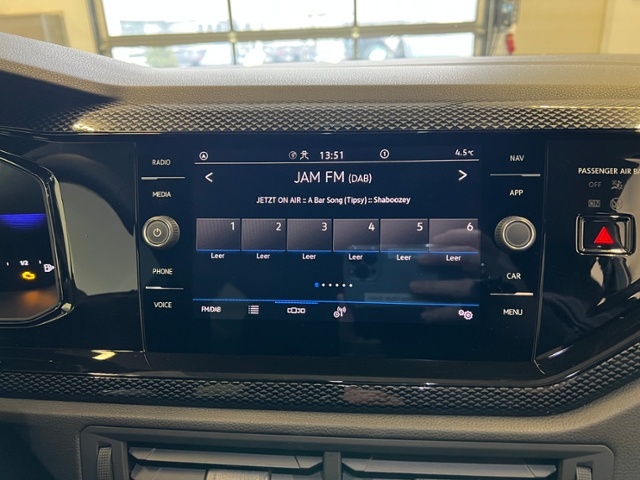 RADIO
MEDIA
PHONE
VOICE
13:51
4.5°C
JAM FM (DAB)
JETZT ON AIR :: A Bar Song (Tipsy) :: Shaboozey
1 2 3 4 5 6
Leer Leer Leer Leer Leer Leer
FM/DAB
NAV
APP
CAR
MENU
PASSENGER AIR BA
OFF
1/2